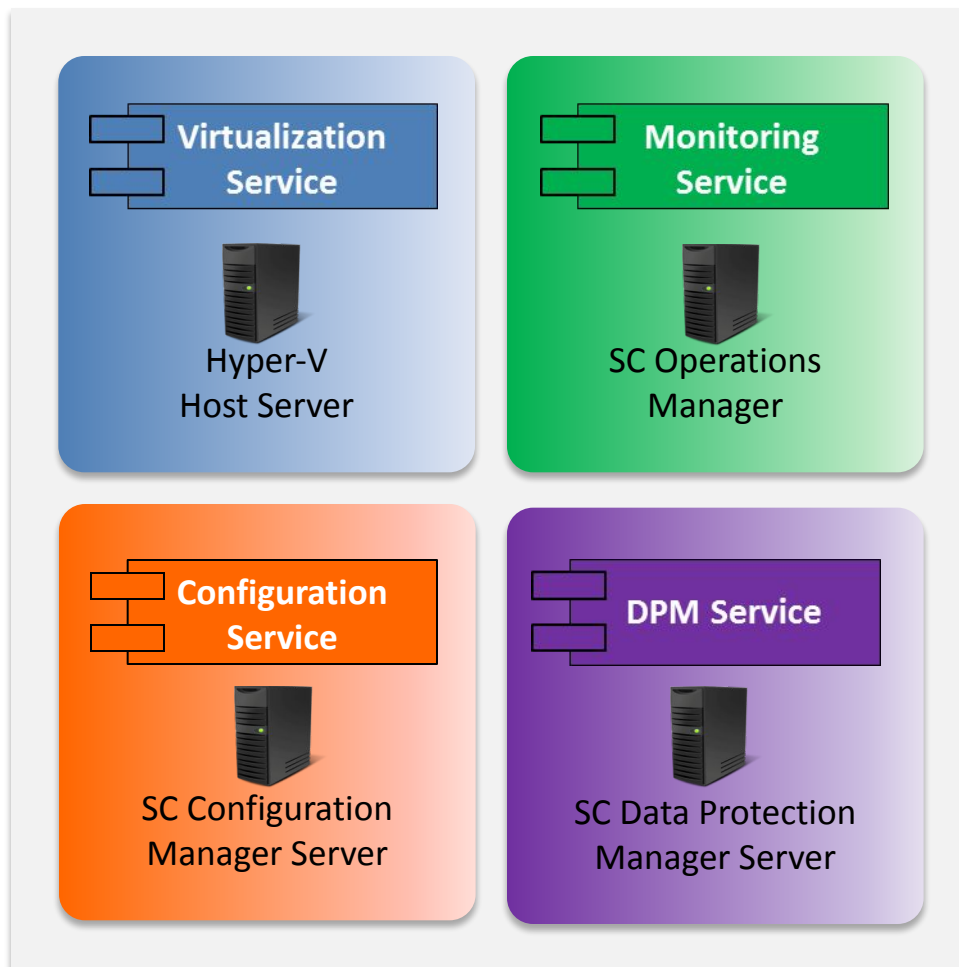 Virtualization
Service
Hyper-V
Host Server
Monitoring
Service
SC Operations
Manager
Configuration
Service
SC Configuration
Manager Server
DPM Service
SC Data Protection
Manager Server